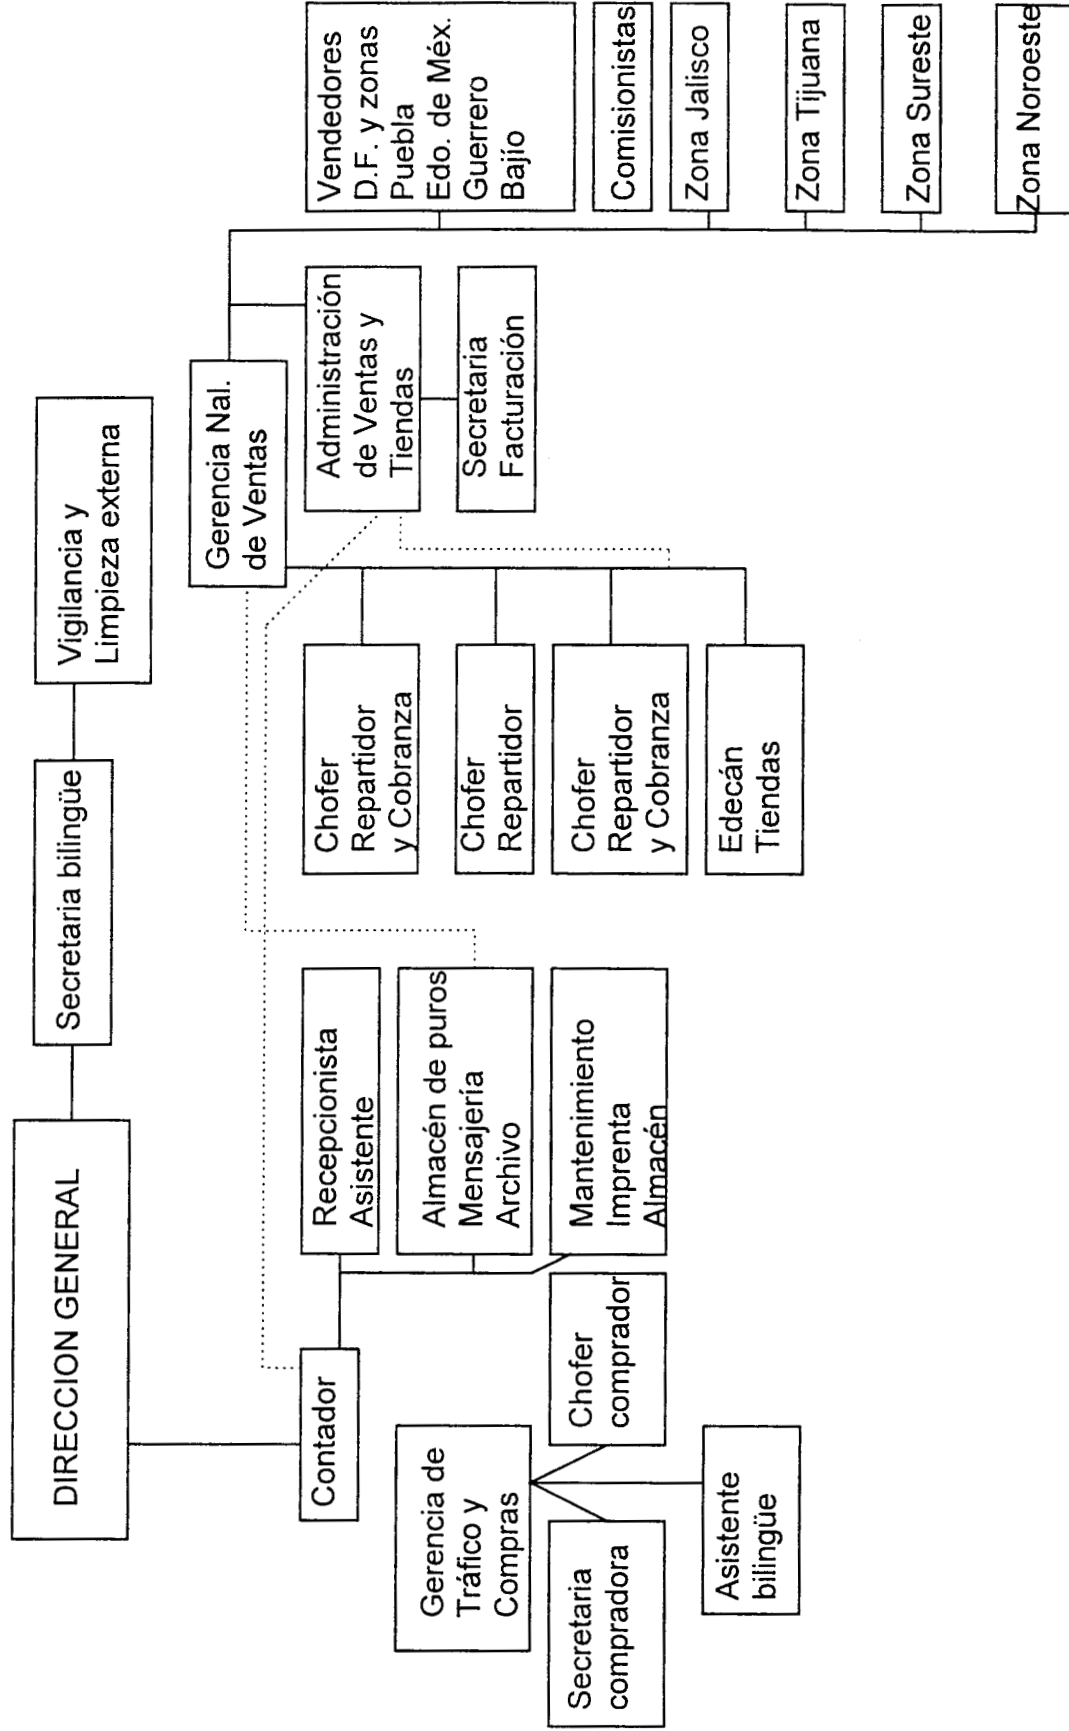 DIRECCION GENERAL
Secretaria bilingüe
Vigilancia y
Limpieza externa
Contador
Recepcionista
Asistente
Almacén de puros
Mensajería
Archivo
Mantenimiento
Imprenta
Almacén
Gerencia de
Tráfico y
Compras
Secretaria
compradora
Chofer
comprador
Asistente
bilingüe
Gerencia Nal.
de Ventas
Chofer
Repartidor
y Cobranza
Chofer
Repartidor
Chofer
Repartidor
y Cobranza
Edecán
Tiendas
Administración
de Ventas y
Tiendas
Secretaria
Facturación
Vendedores
D.F. y zonas
Puebla
Edo. de Méx.
Guerrero
Bajío
Comisionistas
Zona Jalisco
Zona Tijuana
Zona Sureste
Zona Noroeste